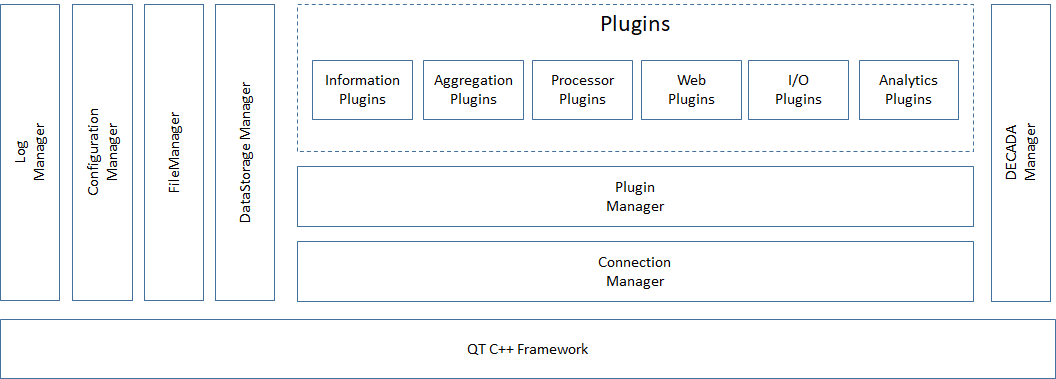 Log
Manager
Configuration
Manager
FileManager
DataStorage Manager
Plugins
Information
Plugins
Aggregation
Plugins
Processor
Plugins
Web
Plugins
I/O
Plugins
Analytics
Plugins
Plugin
Manager
Connection
Manager
DECADA
Manager
QT C++ Framework